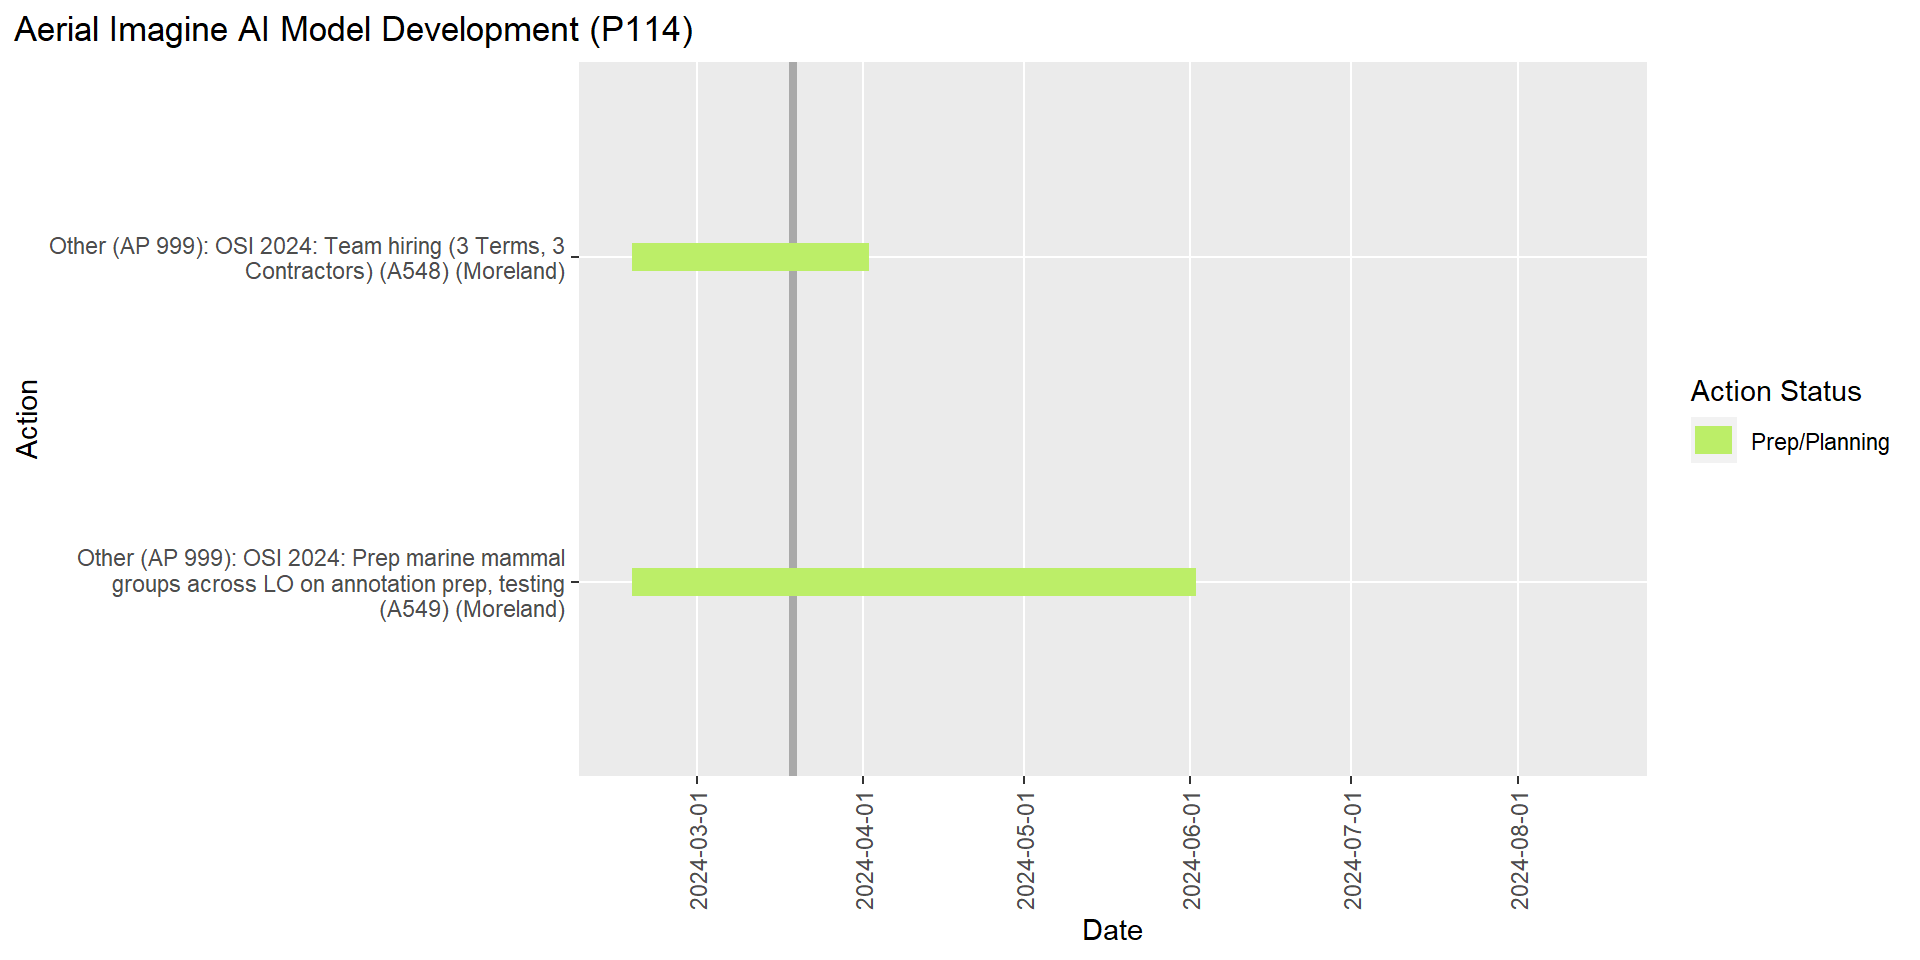 Aerial Imagine AI Model Development (P114)
Action
Other (AP 999): OSI 2024: Team hiring (3 Terms, 3
Contractors) (A548) (Moreland)
Other (AP 999): OSI 2024: Prep marine mammal
groups across LO on annotation prep, testing
(A549) (Moreland)
2024-03-01
2024-04-01
2024-05-01
2024-06-01
2024-07-01
2024-08-01
Date
Action Status
Prep/Planning